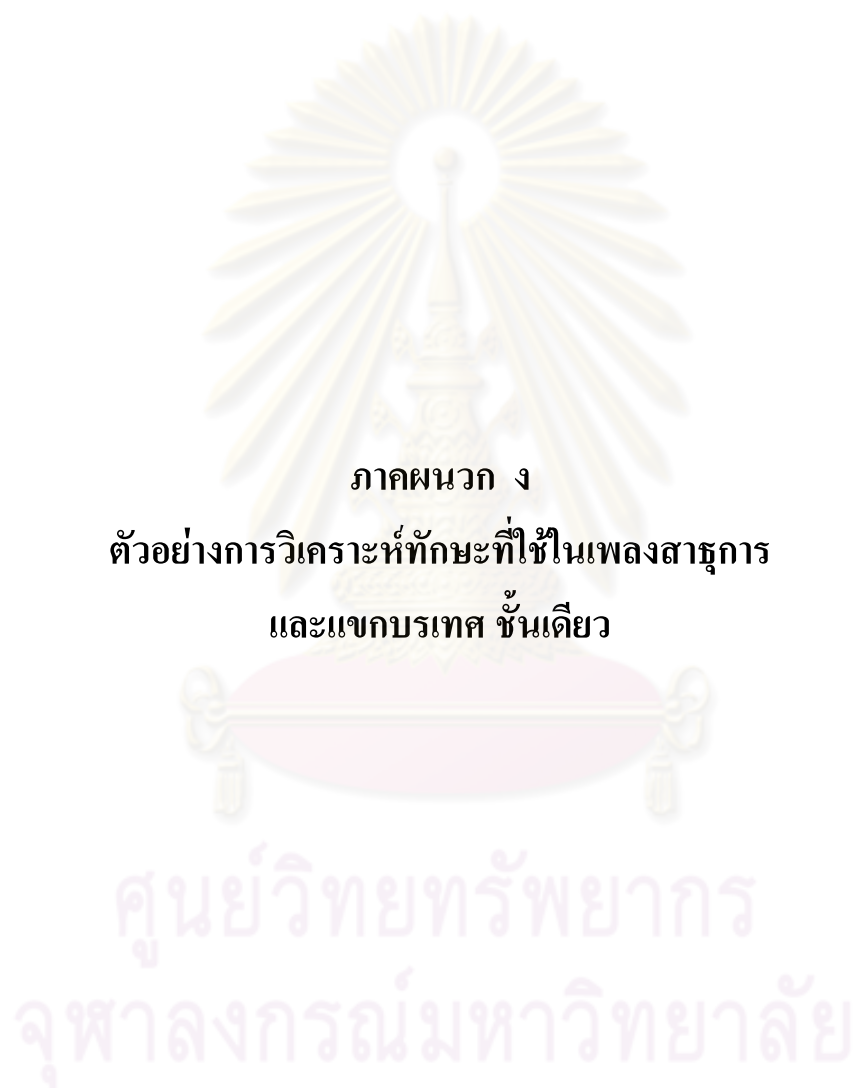 ภาคผนวก ง
ตัวอย่างการวิเคราะห์ทักษะที่ใช้ในเพลงสาธุการ
และแขกบรเทศ ชั้นเดียว
ศูนย์วิทยทรัพยากร
จุฬาลงกรณ์มหาวิทยาลัย